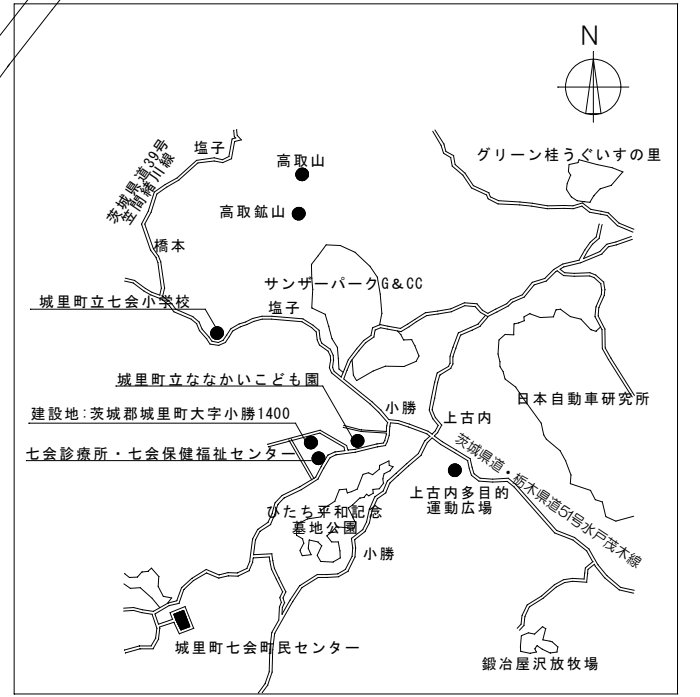 N
茨城県道39号
笠間緒川線
塩子
高取山
グリーン桂うぐいすの里
高取鉱山
橋本
サンザーパークG&CC
城里町立七会小学校
塩子
城里町立ななかいこども園
小勝
日本自動車研究所
建設地:茨城郡城里町大字小勝1400
上古内
七会診療所・七会保健福祉センター
茨城県道・栃木県道51号水戸茂木線
上古内多目的
運動広場
ひたち平和記念
墓地公園
小勝
城里町七会町民センター
鍛冶屋沢放牧場